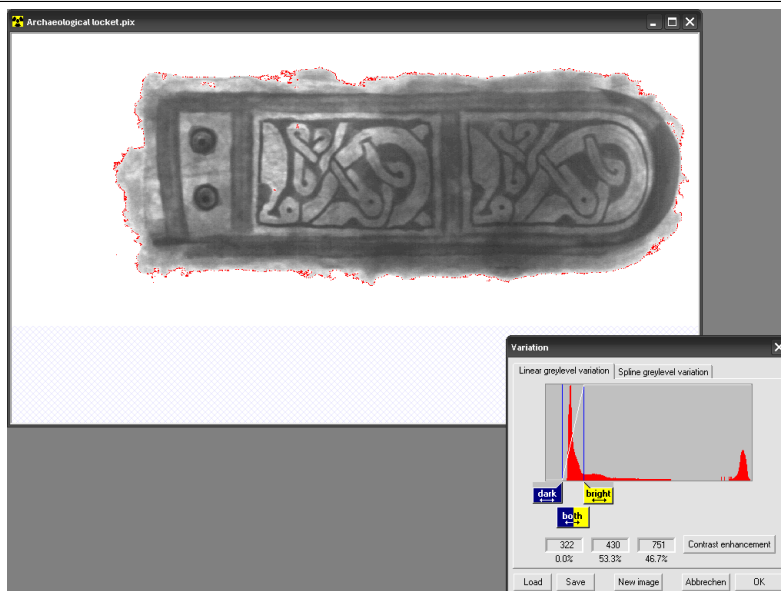 Archaeological locket.pix
Variation
Linear greylevel variation Spline greylevel variation
dark bright
both
322 430 751 Contrast enhancement
0.0% 53.3% 46.7%
Load Save New image Abbrechen OK